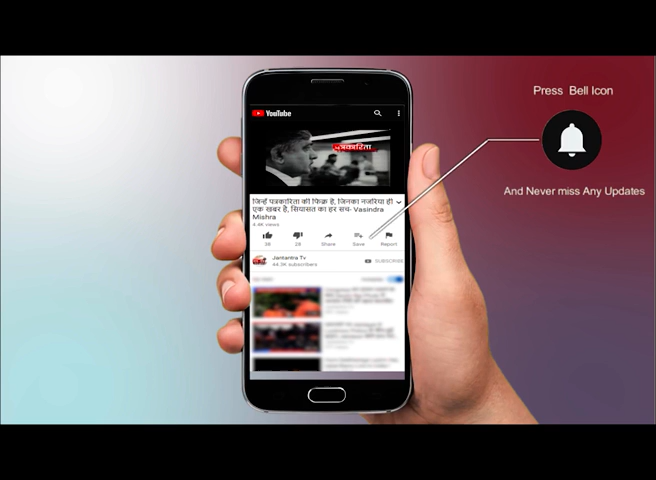 Press Bell Icon
YouTube
पत्रकारिता
जिन्हें पत्रकारिता की फिक्र है, जिनका नजरिया ही
एक खबर है, सियासत का हर सच- Vasindra
Mishra
4.4K views
38
28
Share
Save
Report
Jantantra Tv
44.3K subscribers
SUBSCRIBE
And Never miss Any Updates